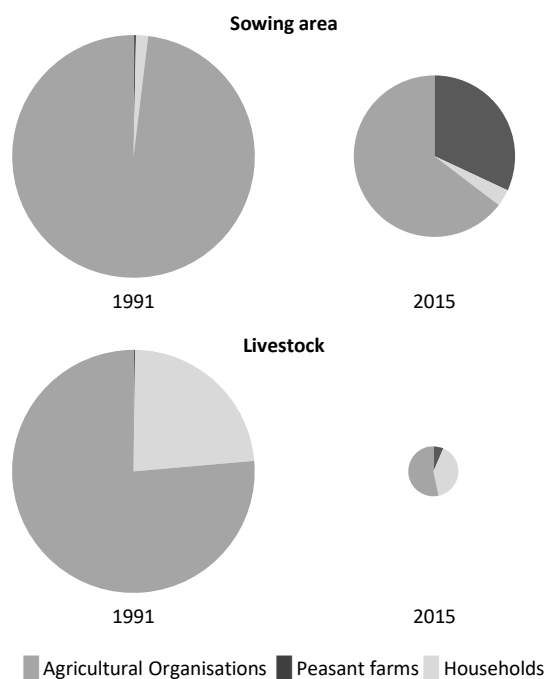 Sowing area
1991 2015
Livestock
1991 2015
Agricultural Organisations Peasant farms Households